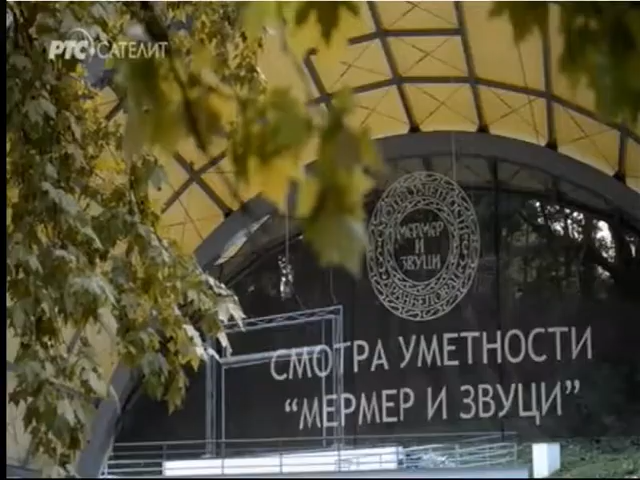 РТС САТЕЛИТ
МЕРМЕР
И
ЗВУЦИ
СМОТРА УМЕТНОСТИ
“МЕРМЕР И ЗВУЦИ”